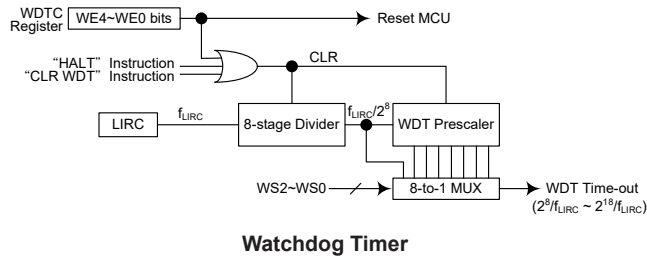 WDTC
Register
WE4~WE0 bits
Reset MCU
“HALT” Instruction
“CLR WDT” Instruction
CLR
LIRC
fLIRC
8-stage Divider
fLIRC/2⁸
WDT Prescaler
WS2~WS0
8-to-1 MUX
WDT Time-out
(2⁸/fLIRC ~ 2¹⁸/fLIRC)
Watchdog Timer